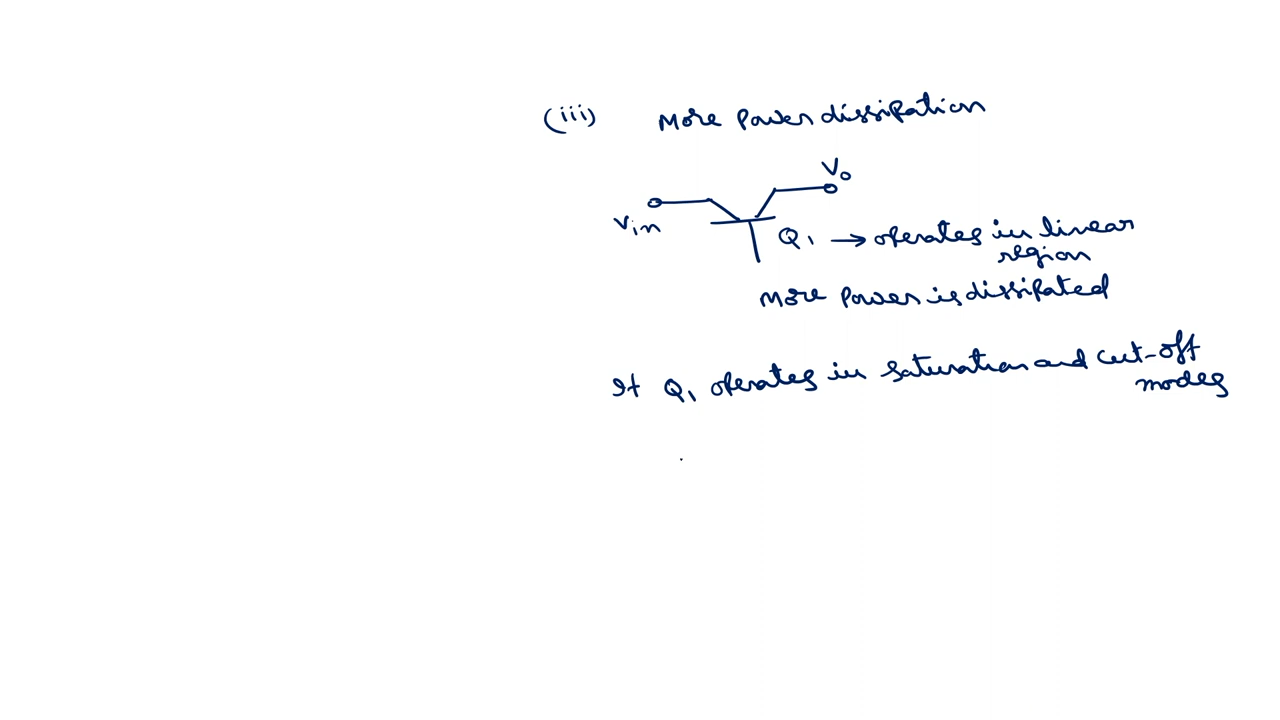 (iii) More Power dissipation
Vo
Vin
Q1 → operates in linear
region
More Power is dissipated
If Q1 operates in saturation and cut-off
modes